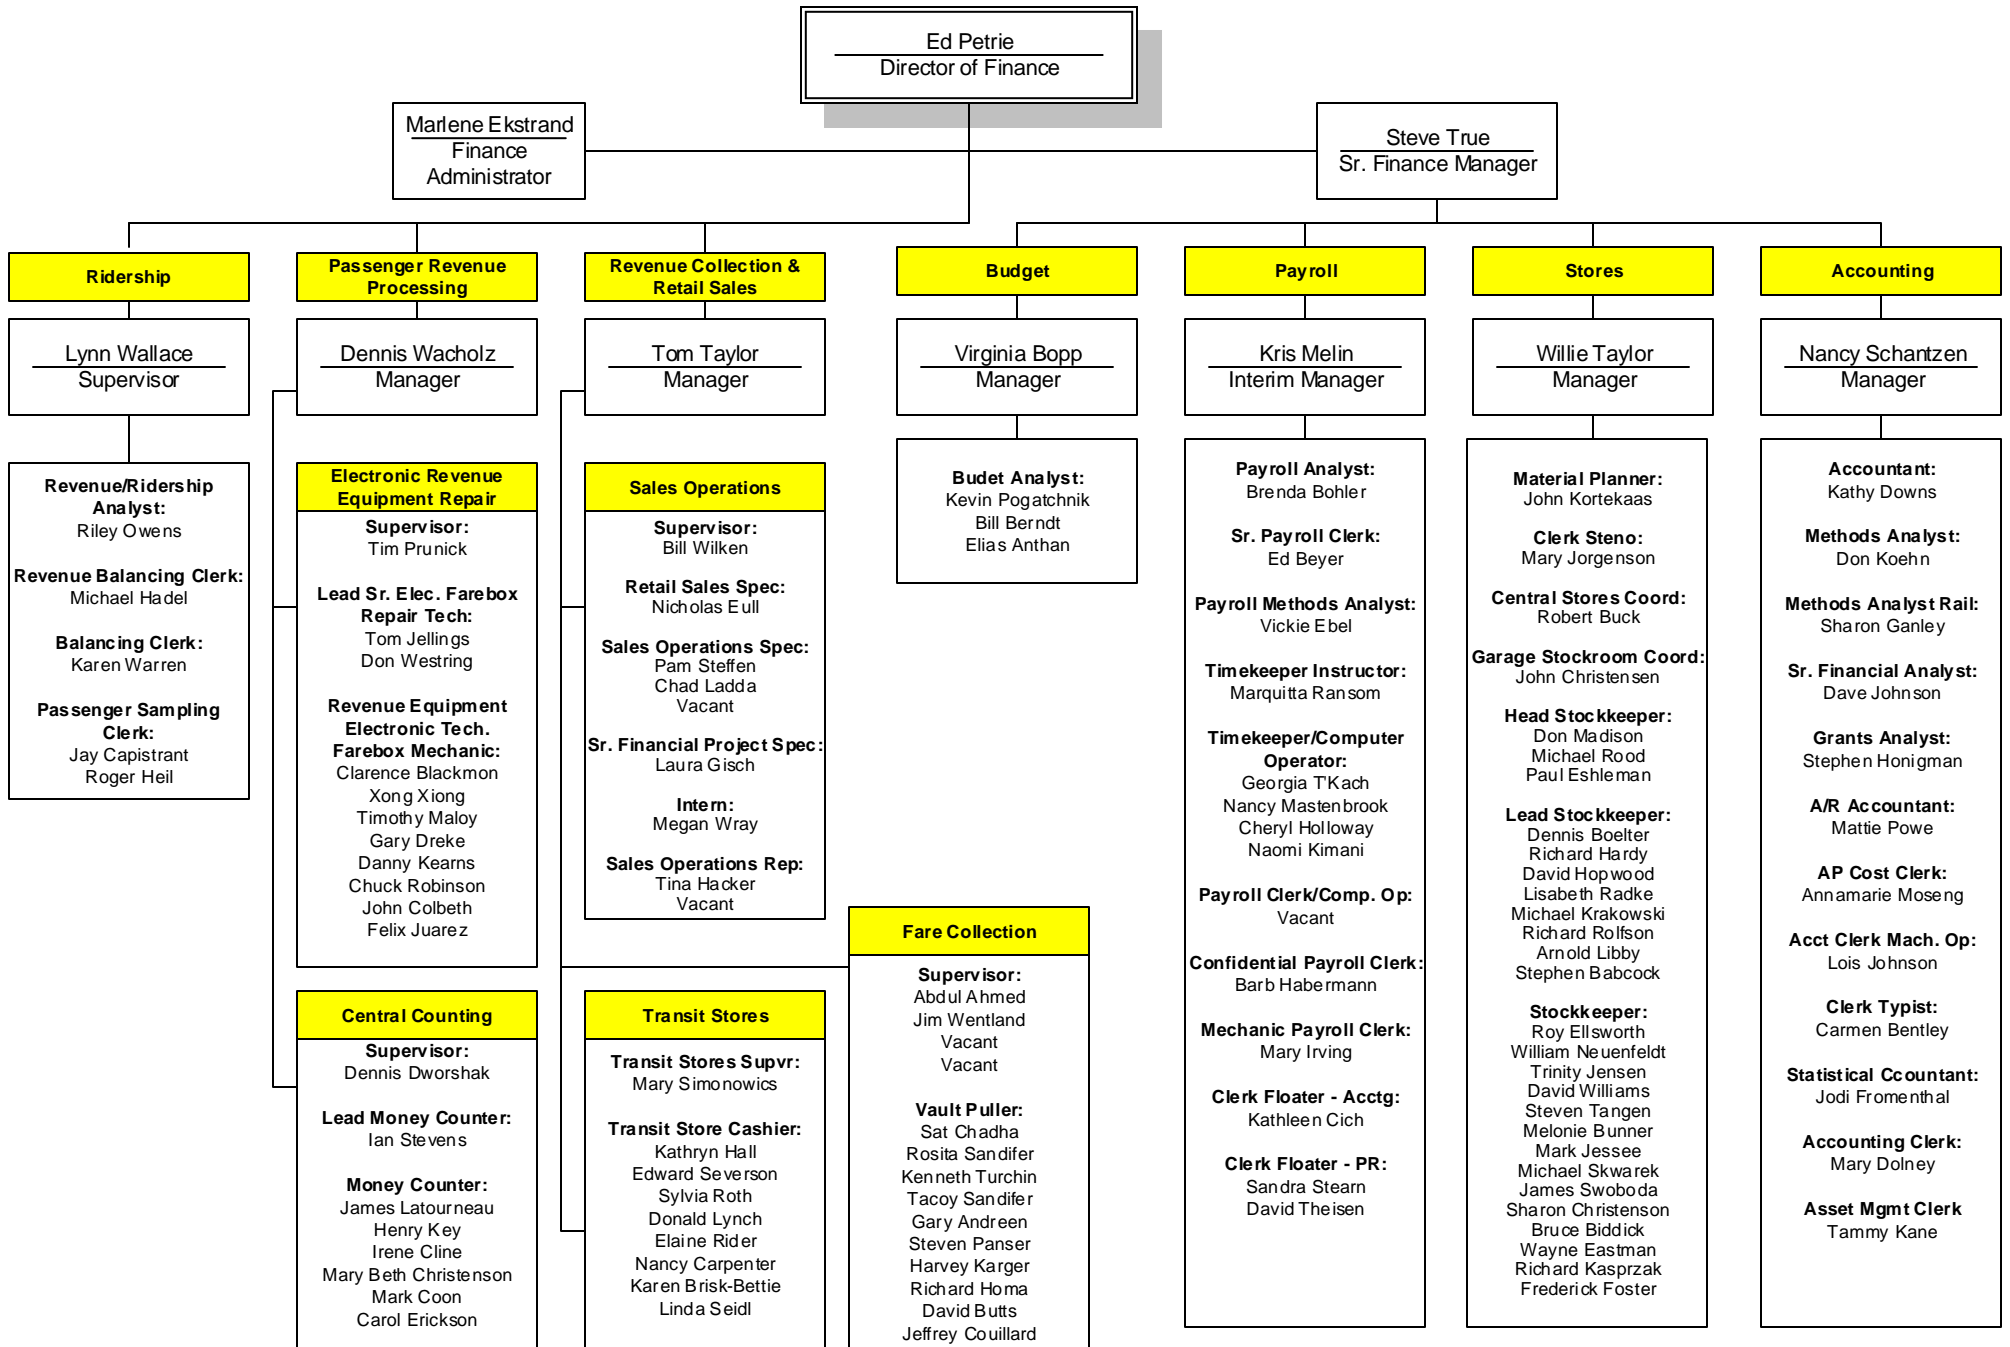 Ed Petrie
Director of Finance
Marlene Ekstrand
Finance
Administrator
Steve True
Sr. Finance Manager
Ridership
Lynn Wallace
Supervisor
Revenue/Ridership
Analyst:
Riley Owens
Revenue Balancing Clerk:
Michael Hadel
Balancing Clerk:
Karen Warren
Passenger Sampling
Clerk:
Jay Capistrant
Roger Heil
Passenger Revenue
Processing
Dennis Wacholz
Manager
Electronic Revenue
Equipment Repair
Supervisor:
Tim Prunick
Lead Sr. Elec. Farebox
Repair Tech:
Tom Jellings
Don Westring
Revenue Equipment
Electronic Tech.
Farebox Mechanic:
Clarence Blackmon
Xong Xiong
Timothy Maloy
Gary Dreke
Danny Kearns
Chuck Robinson
John Colbeth
Felix Juarez
Central Counting
Supervisor:
Dennis Dworshak
Lead Money Counter:
Ian Stevens
Money Counter:
James Latourneau
Henry Key
Irene Cline
Mary Beth Christenson
Mark Coon
Carol Erickson
Revenue Collection &
Retail Sales
Tom Taylor
Manager
Sales Operations
Supervisor:
Bill Wilken
Retail Sales Spec:
Nicholas Eull
Sales Operations Spec:
Pam Steffen
Chad Ladda
Vacant
Sr. Financial Project Spec:
Laura Gisch
Intern:
Megan Wray
Sales Operations Rep:
Tina Hacker
Vacant
Transit Stores
Transit Stores Supvr:
Mary Simonowics
Transit Store Cashier:
Kathryn Hall
Edward Severson
Sylvia Roth
Donald Lynch
Elaine Rider
Nancy Carpenter
Karen Brisk-Bettie
Linda Seidl
Fare Collection
Supervisor:
Abdul Ahmed
Jim Wentland
Vacant
Vacant
Vault Puller:
Sat Chadha
Rosita Sandifer
Kenneth Turchin
Tacoy Sandifer
Gary Andreen
Steven Panser
Harvey Karger
Richard Homa
David Butts
Jeffrey Couillard
Budget
Virginia Bopp
Manager
Budet Analyst:
Kevin Pogatchnik
Bill Berndt
Elias Anthan
Payroll
Kris Melin
Interim Manager
Payroll Analyst:
Brenda Bohler
Sr. Payroll Clerk:
Ed Beyer
Payroll Methods Analyst:
Vickie Ebel
Timekeeper Instructor:
Marquitta Ransom
Timekeeper/Computer
Operator:
Georgia T'Kach
Nancy Mastenbrook
Cheryl Holloway
Naomi Kimani
Payroll Clerk/Comp. Op:
Vacant
Confidential Payroll Clerk:
Barb Habermann
Mechanic Payroll Clerk:
Mary Irving
Clerk Floater - Acctg:
Kathleen Cich
Clerk Floater - PR:
Sandra Stearn
David Theisen
Stores
Willie Taylor
Manager
Material Planner:
John Kortekaas
Clerk Steno:
Mary Jorgenson
Central Stores Coord:
Robert Buck
Garage Stockroom Coord:
John Christensen
Head Stockkeeper:
Don Madison
Michael Rood
Paul Eshleman
Lead Stockkeeper:
Dennis Boelter
Richard Hardy
David Hopwood
Lisabeth Radke
Michael Krakowski
Richard Rolfson
Arnold Libby
Stephen Babcock
Stockkeeper:
Roy Ellsworth
William Neuenfeldt
Trinity Jensen
David Williams
Steven Tangen
Melonie Bunner
Mark Jessee
Michael Skwarek
James Swoboda
Sharon Christenson
Bruce Biddick
Wayne Eastman
Richard Kasprzak
Frederick Foster
Accounting
Nancy Schantzen
Manager
Accountant:
Kathy Downs
Methods Analyst:
Don Koehn
Methods Analyst Rail:
Sharon Ganley
Sr. Financial Analyst:
Dave Johnson
Grants Analyst:
Stephen Honigman
A/R Accountant:
Mattie Powe
AP Cost Clerk:
Annamarie Moseng
Acct Clerk Mach. Op:
Lois Johnson
Clerk Typist:
Carmen Bentley
Statistical Ccountant:
Jodi Fromenthal
Accounting Clerk:
Mary Dolney
Asset Mgmt Clerk
Tammy Kane